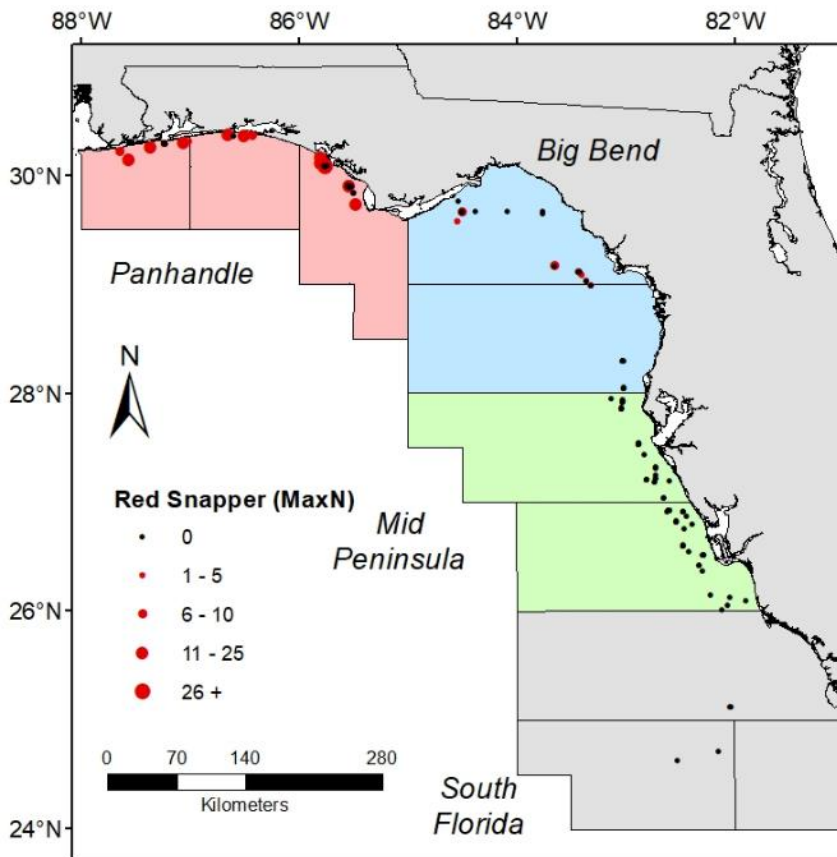 88°W 86°W 84°W 82°W
30°N
Big Bend
Panhandle
N
28°N
Red Snapper (MaxN)
0
1 - 5
6 - 10
11 - 25
26 +
Mid
Peninsula
26°N
0 70 140 280
Kilometers
South
Florida
24°N